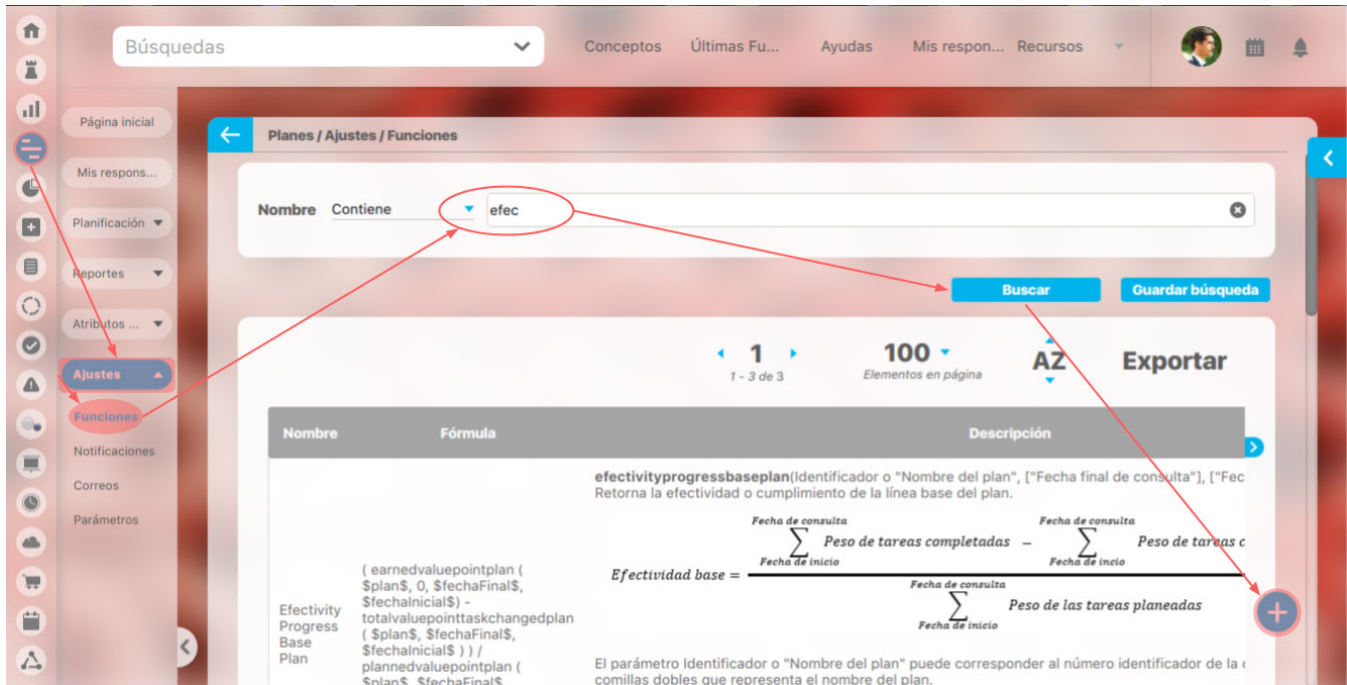 Búsquedas
Conceptos
Últimas Fu...
Ayudas
Mis respon...
Recursos
Página inicial
Mis respons...
Planificación
Reportes
Atributos ...
Ajustes
Funciones
Notificaciones
Correos
Parámetros
Planes / Ajustes / Funciones
Nombre Contiene efec
Buscar
Guardar búsqueda
1
1 - 3 de 3
100
Elementos en página
AZ
Exportar
Nombre
Fórmula
Descripción
Efectivity
Progress
Base
Plan
( earnedvaluepointplan (
$plan$, 0, $fechaFinal$,
$fechaInicial$) -
totalvaluepointtaskchangedplan
( $plan$, $fechaFinal$,
$fechaInicial$ ) ) /
plannedvaluepointplan (
$plan$, $fechaFinal$,
efectivityprogressbaseplan(Identificador o "Nombre del plan", ["Fecha final de consulta"], ["Fec
Retorna la efectividad o cumplimiento de la línea base del plan.
Fecha de consulta
Fecha de consulta
Efectividad base = ∑ Peso de tareas completadas − ∑ Peso de tareas c
Fecha de inicio
Fecha de incio
Fecha de consulta
∑ Peso de las tareas planeadas
Fecha de inicio
El parámetro Identificador o "Nombre del plan" puede corresponder al número identificador de la
comillas dobles que representa el nombre del plan.